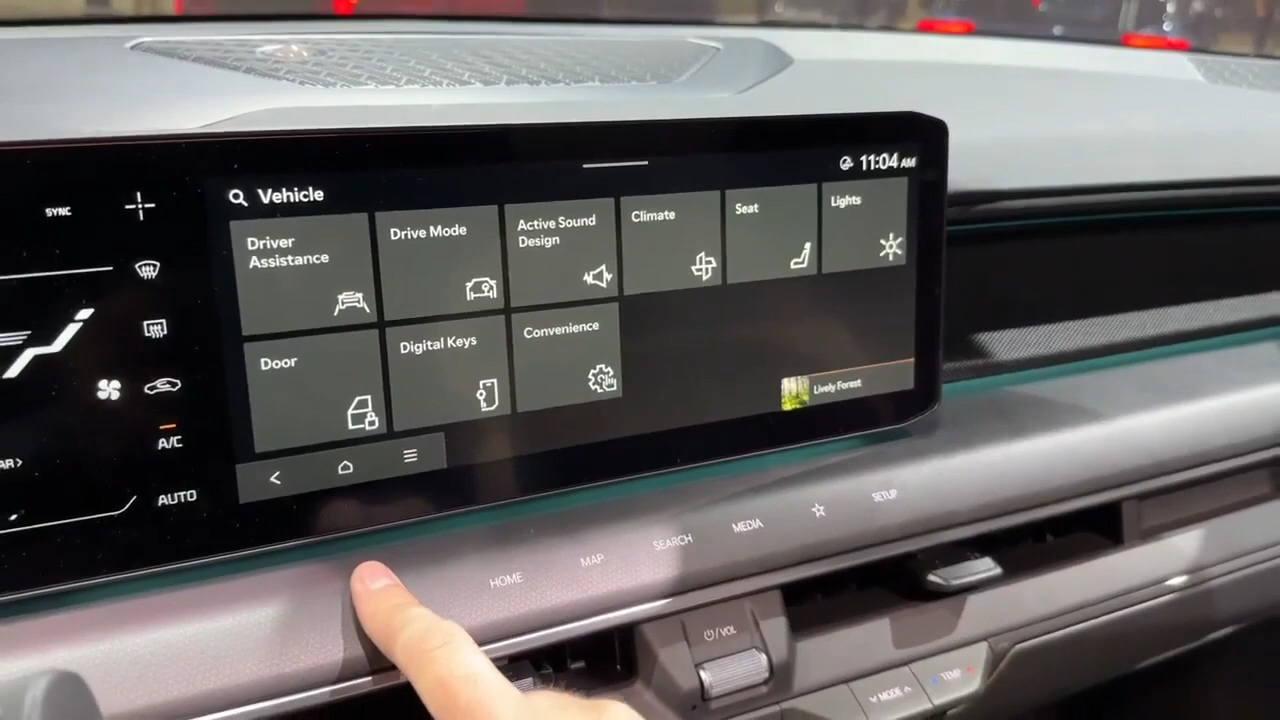 SYNC
A/C
AR >
AUTO
Vehicle
11:04 AM
Driver
Assistance
Drive Mode
Active Sound
Design
Climate
Seat
Lights
Door
Digital Keys
Convenience
Lively Forest
HOME
MAP
SEARCH
MEDIA
SETUP
/VOL
MODE
TEMP